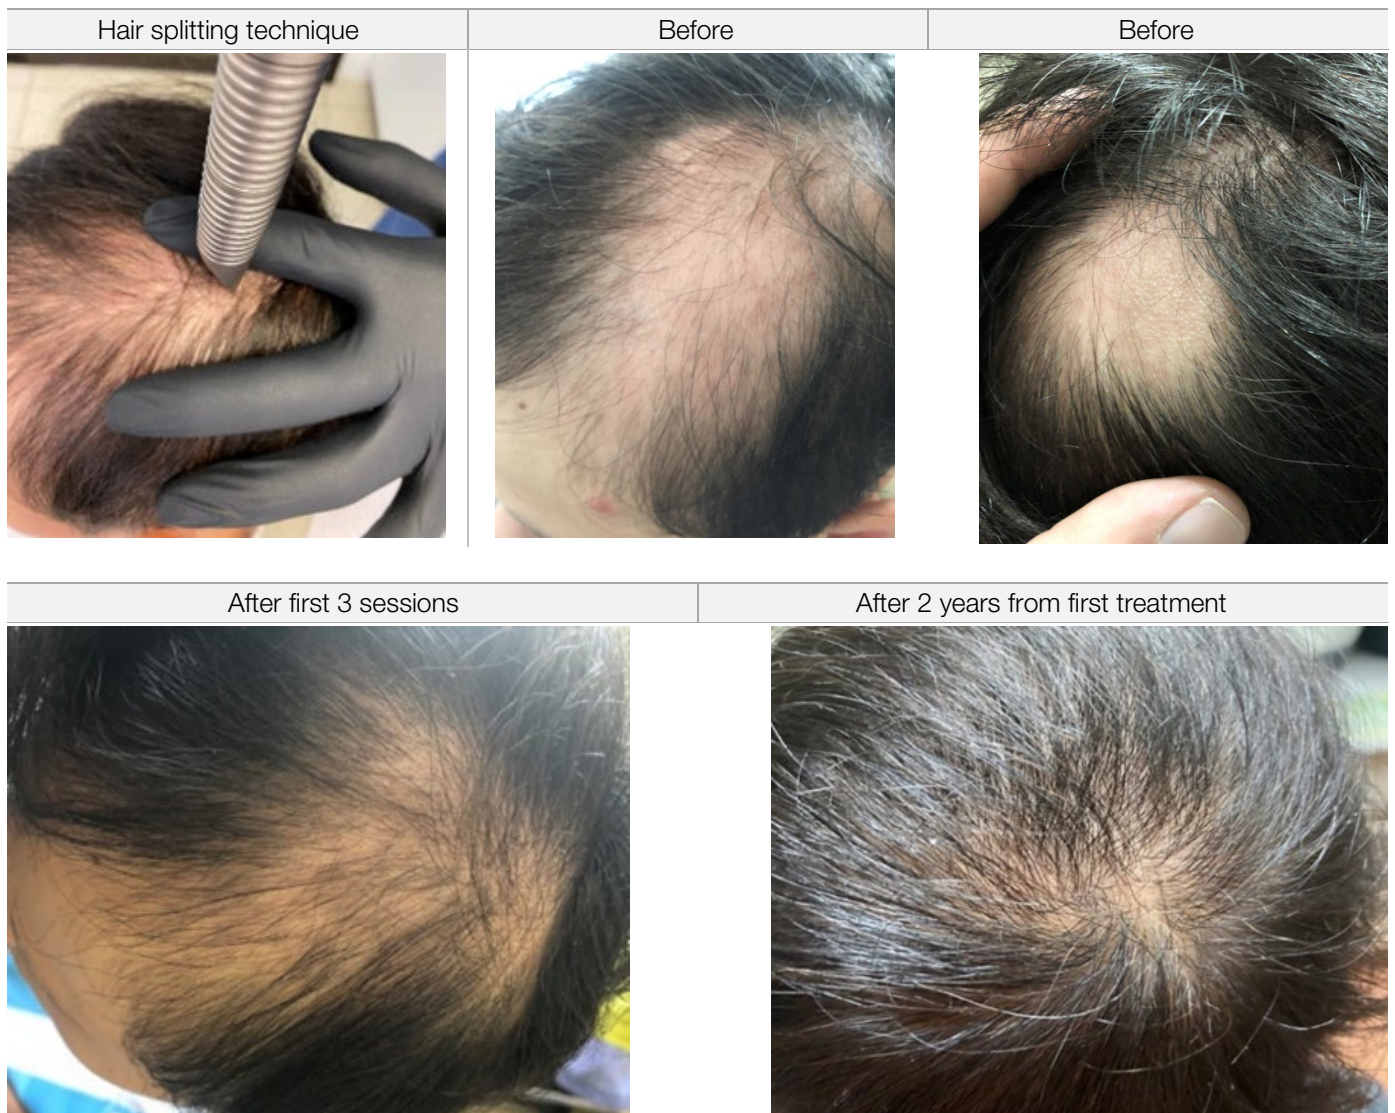 Hair splitting technique
Before
Before
After first 3 sessions
After 2 years from first treatment